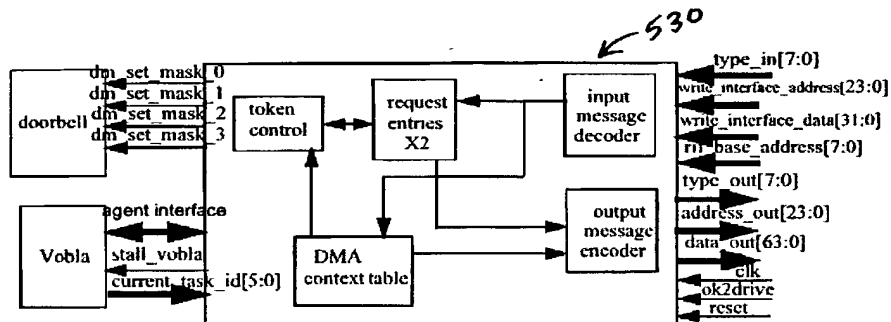 530
dm_set_mask_0
dm_set_mask_1
dm_set_mask_2
dm_set_mask_3
doorbell
token
control
request
entries
X2
input
message
decoder
type_in[7:0]
write_interface_address[23:0]
write_interface_data[31:0]
rif_base_address[7:0]
type_out[7:0]
address_out[23:0]
data_out[63:0]
clk
ok2drive
reset
agent interface
Vobla
stall_vobla
current_task_id[5:0]
DMA
context table
output
message
encoder